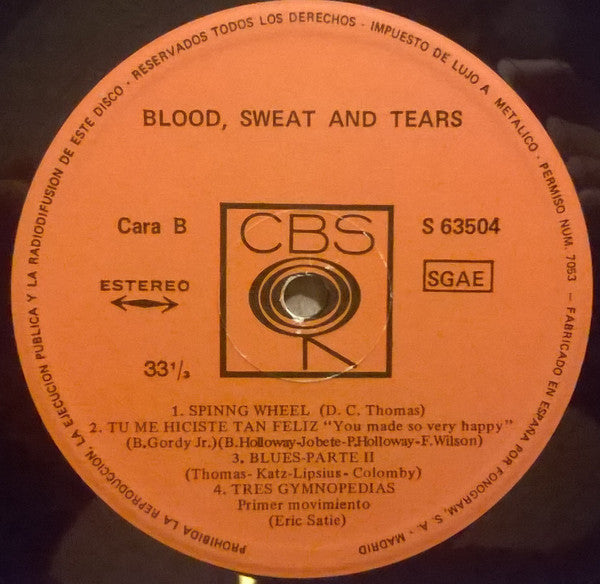 PROHIBIDA LA REPRODUCCION, LA EJECUCION PUBLICA Y LA RADIODIFUSION DE ESTE DISCO · RESERVADOS TODOS LOS DERECHOS · IMPUESTO DE LUJO A METALICO · PERMISO NUM. 7053 — FABRICADO EN ESPAÑA POR FONOGRAM, S. A. - MADRID
BLOOD, SWEAT AND TEARS
Cara B
CBS
S 63504
ESTEREO
SGAE
33 1/3
1. SPINNG WHEEL (D. C. Thomas)
2. TU ME HICISTE TAN FELIZ "You made so very happy"
(B.Gordy Jr.)(B.Holloway-Jobete-P.Holloway-F.Wilson)
3. BLUES-PARTE II
(Thomas- Katz-Lipsius- Colomby)
4. TRES GYMNOPEDIAS
Primer movimiento
(Eric Satie)